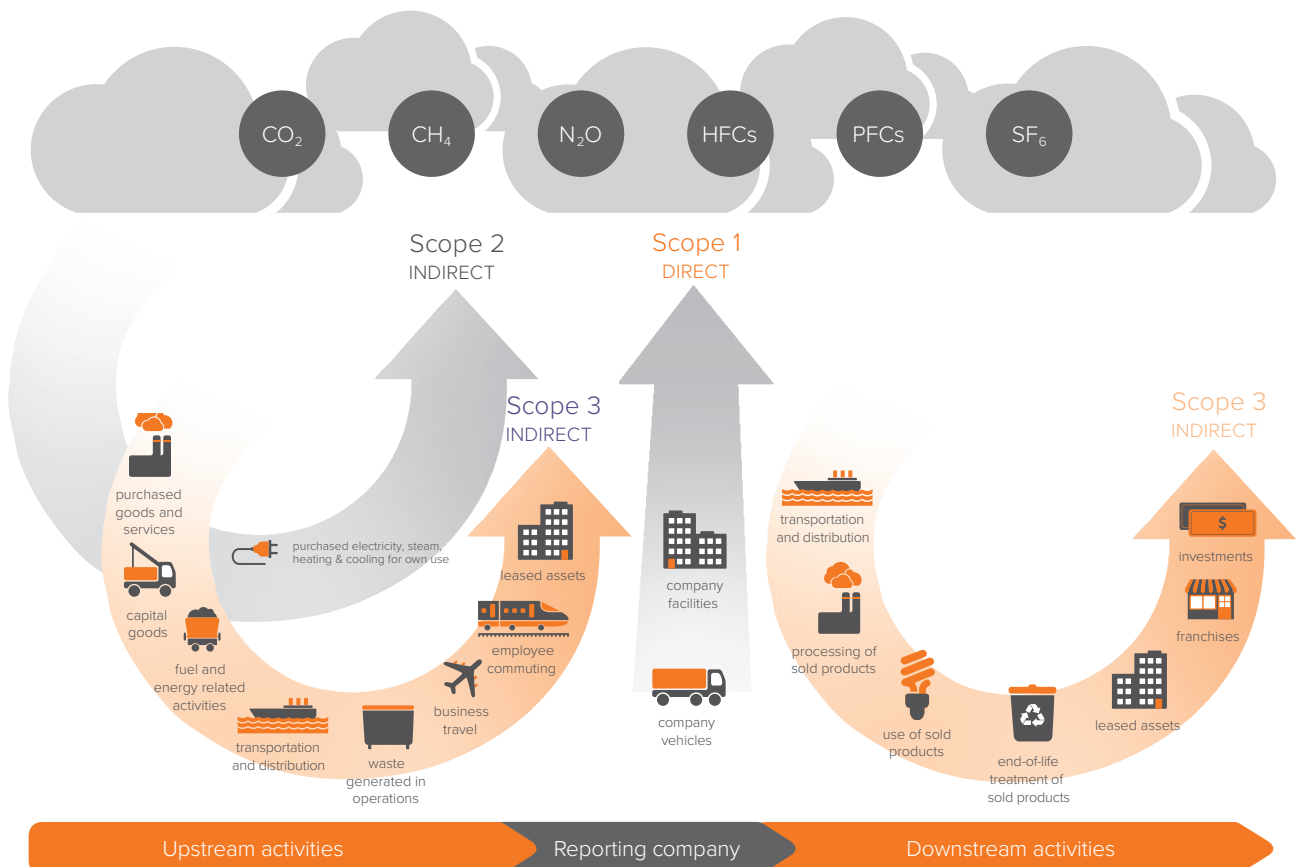 CO₂
CH₄
N₂O
HFCs
PFCs
SF₆
Scope 2
INDIRECT
Scope 1
DIRECT
Scope 3
INDIRECT
Scope 3
INDIRECT
purchased
goods and
services
capital
goods
fuel and
energy related
activities
transportation
and distribution
waste
generated in
operations
business
travel
employee
commuting
leased assets
purchased electricity, steam,
heating & cooling for own use
company
facilities
company
vehicles
transportation
and distribution
processing of
sold products
use of sold
products
end-of-life
treatment of
sold products
leased assets
franchises
investments
$
Upstream activities
Reporting company
Downstream activities